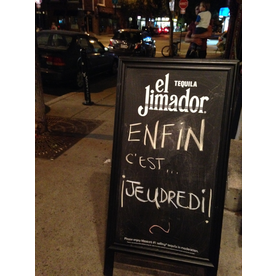 el TEQUILA
Jimador.
ENFIN
C'EST...
¡JEUDREDI!
~